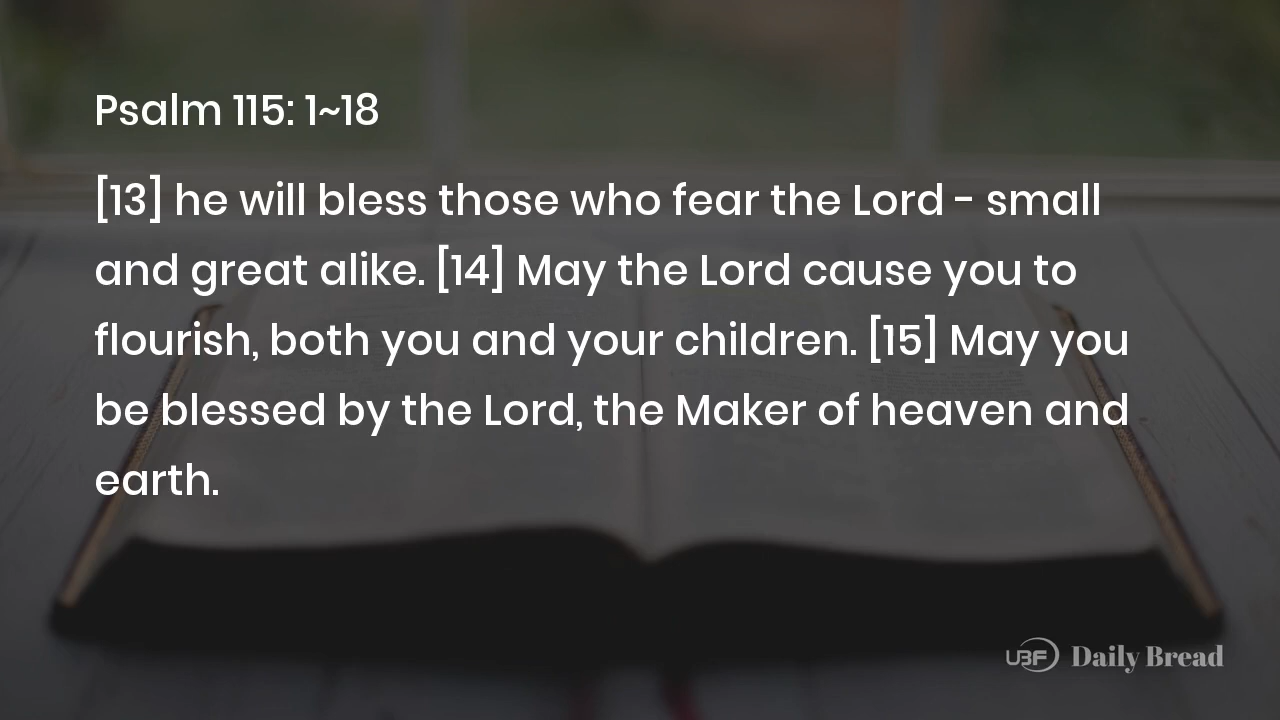 Psalm 115: 1~18
[13] he will bless those who fear the Lord - small
and great alike. [14] May the Lord cause you to
flourish, both you and your children. [15] May you
be blessed by the Lord, the Maker of heaven and
earth.
UBF Daily Bread